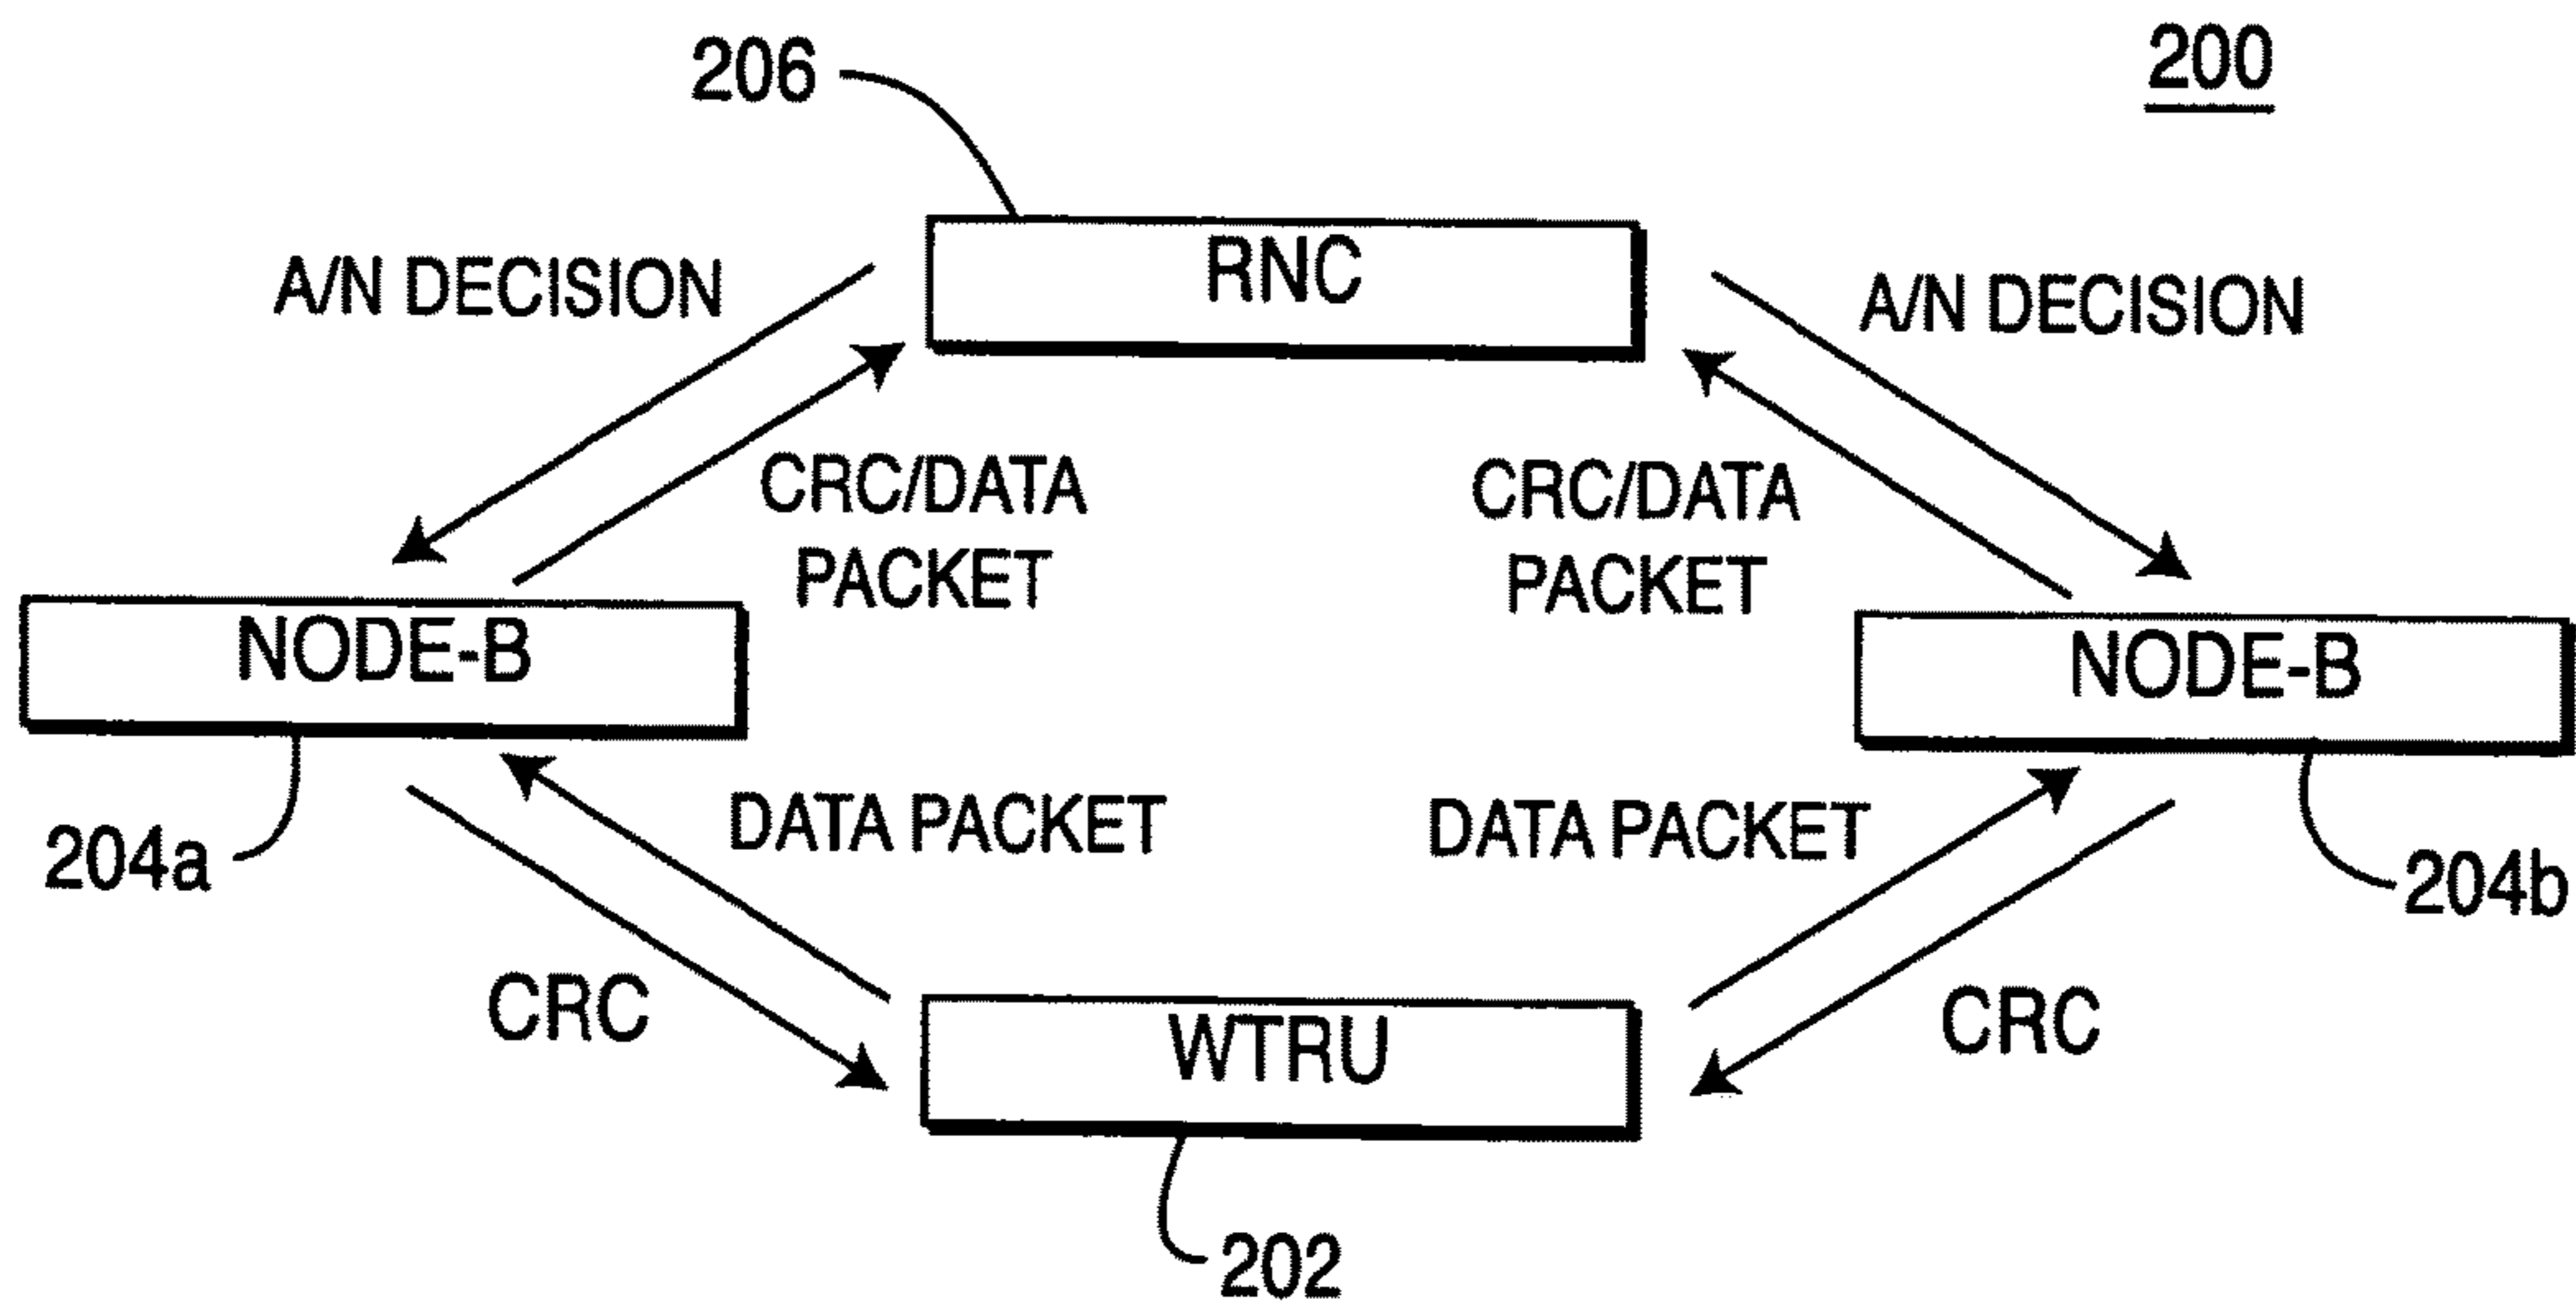 200
206
RNC
A/N DECISION
A/N DECISION
CRC/DATA
PACKET
CRC/DATA
PACKET
NODE-B
NODE-B
204a
DATA PACKET
DATA PACKET
204b
CRC
CRC
WTRU
202